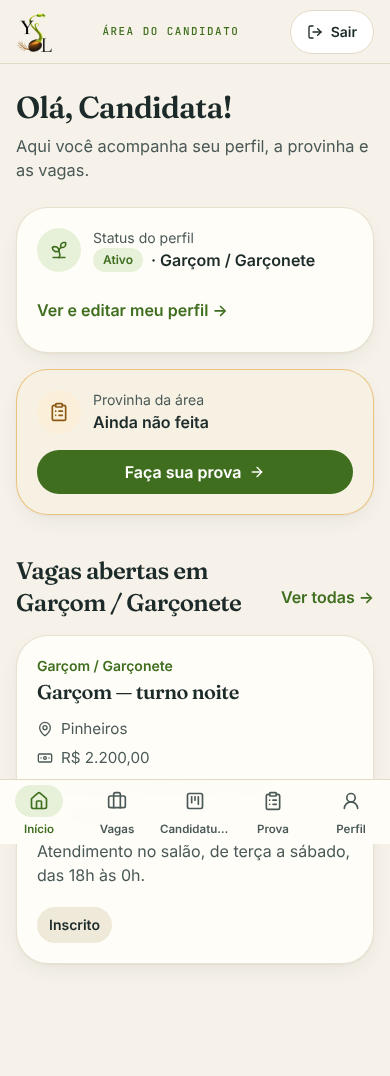 YSL
ÁREA DO CANDIDATO
Sair
Olá, Candidata!
Aqui você acompanha seu perfil, a provinha e
as vagas.
Status do perfil
Ativo · Garçom / Garçonete
Ver e editar meu perfil →
Provinha da área
Ainda não feita
Faça sua prova →
Vagas abertas em
Garçom / Garçonete
Ver todas →
Garçom / Garçonete
Garçom — turno noite
Pinheiros
R$ 2.200,00
Início
Vagas
Candidatu...
Prova
Perfil
Atendimento no salão, de terça a sábado,
das 18h às 0h.
Inscrito